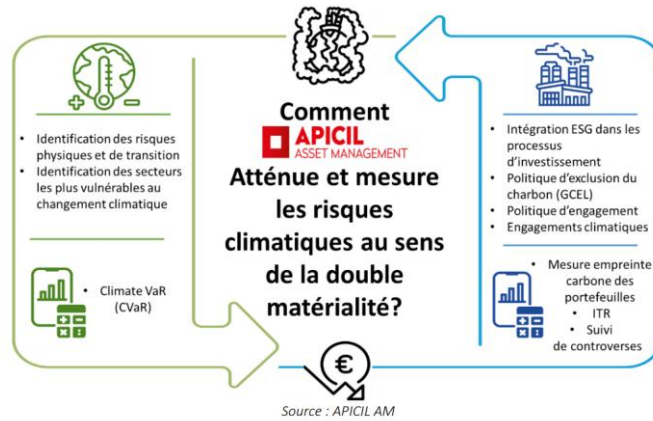 Comment
APICIL
ASSET MANAGEMENT
Atténue et mesure
les risques
climatiques au sens
de la double
matérialité?
• Identification des risques
physiques et de transition
• Identification des secteurs
les plus vulnérables au
changement climatique
• Climate VaR
(CVaR)
• Intégration ESG dans les
processus
d'investissement
• Politique d'exclusion du
charbon (GCEL)
• Politique d'engagement
• Engagements climatiques
• Mesure empreinte
carbone des
portefeuilles
• ITR
• Suivi
de controverses
€
Source : APICIL AM